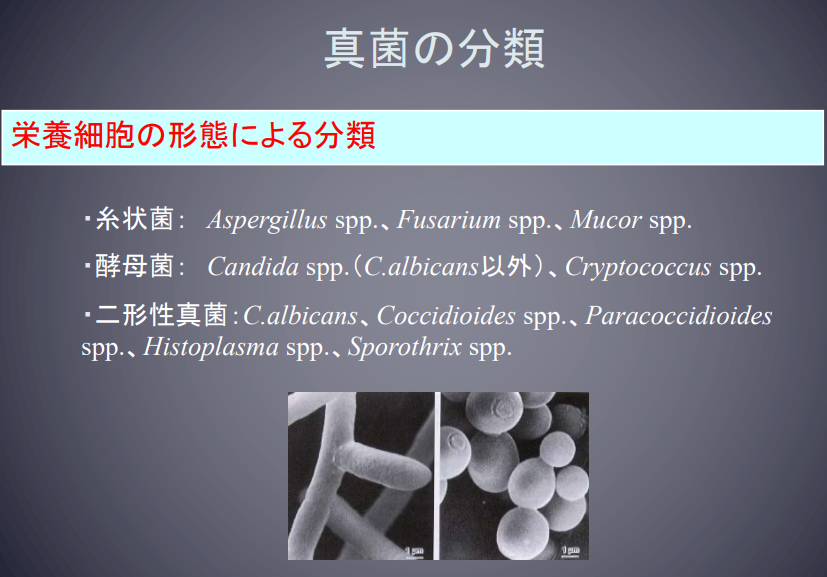 真菌の分類
栄養細胞の形態による分類
・糸状菌： Aspergillus spp.、Fusarium spp.、Mucor spp.
・酵母菌： Candida spp.（C.albicans以外）、Cryptococcus spp.
・二形性真菌：C.albicans、Coccidioides spp.、Paracoccidioides
spp.、Histoplasma spp.、Sporothrix spp.
1 μm
1 μm